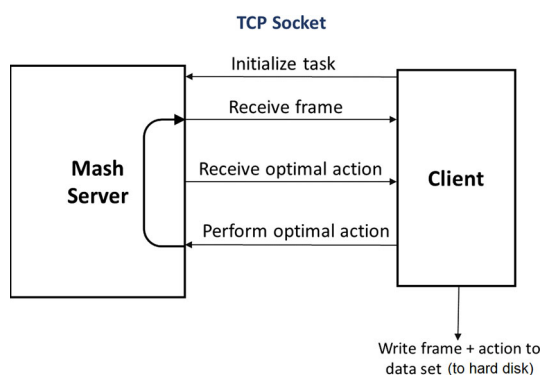 TCP Socket
Initialize task
Receive frame
Mash
Server
Receive optimal action
Client
Perform optimal action
Write frame + action to
data set (to hard disk)